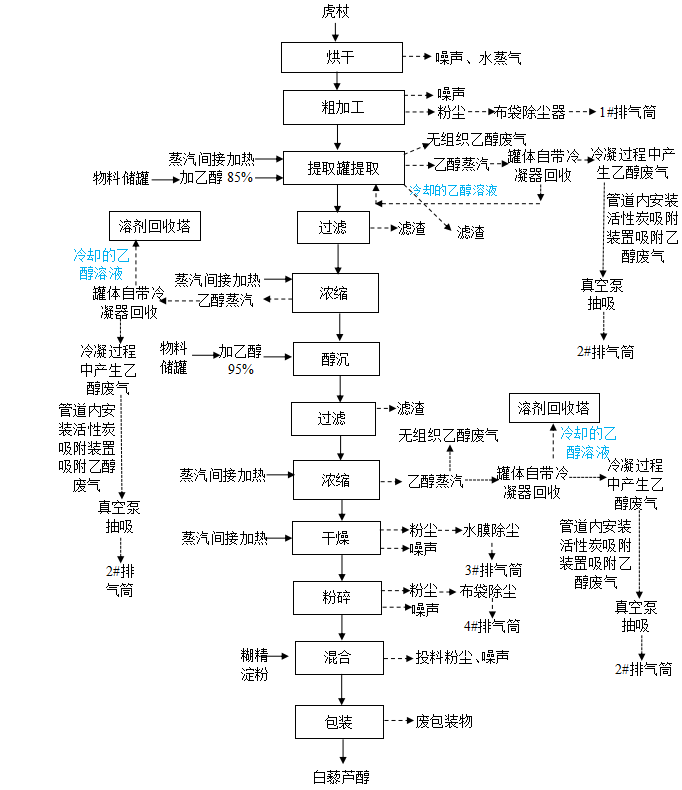 虎杖
烘干
噪声、水蒸气
粗加工
噪声
粉尘
布袋除尘器
1#排气筒
无组织乙醇废气
蒸汽间接加热
提取罐提取
乙醇蒸汽
罐体自带冷
凝器回收
冷凝过程中产
生乙醇废气
物料储罐
加乙醇 85%
冷却的乙醇溶液
管道内安装
活性炭吸附
装置吸附乙
醇废气
真空泵
抽吸
2#排气筒
过滤
滤渣
滤渣
溶剂回收塔
冷却的乙
醇溶液
蒸汽间接加热
浓缩
乙醇蒸汽
罐体自带冷
凝器回收
冷凝过程
中产生乙
醇废气
管道内安
装活性炭
吸附装置
吸附乙醇
废气
真空泵
抽吸
2#排
气筒
物料
储罐
加乙醇
95%
醇沉
过滤
滤渣
溶剂回收塔
冷却的乙
醇溶液
无组织乙醇废气
蒸汽间接加热
浓缩
乙醇蒸汽
罐体自带冷
凝器回收
冷凝过程
中产生乙
醇废气
管道内安装
活性炭吸附
装置吸附乙
醇废气
真空泵
抽吸
2#排气筒
蒸汽间接加热
干燥
粉尘
水膜除尘
噪声
3#排气筒
粉碎
粉尘
布袋除尘
噪声
4#排气筒
糊精
淀粉
混合
投料粉尘、噪声
包装
废包装物
白藜芦醇